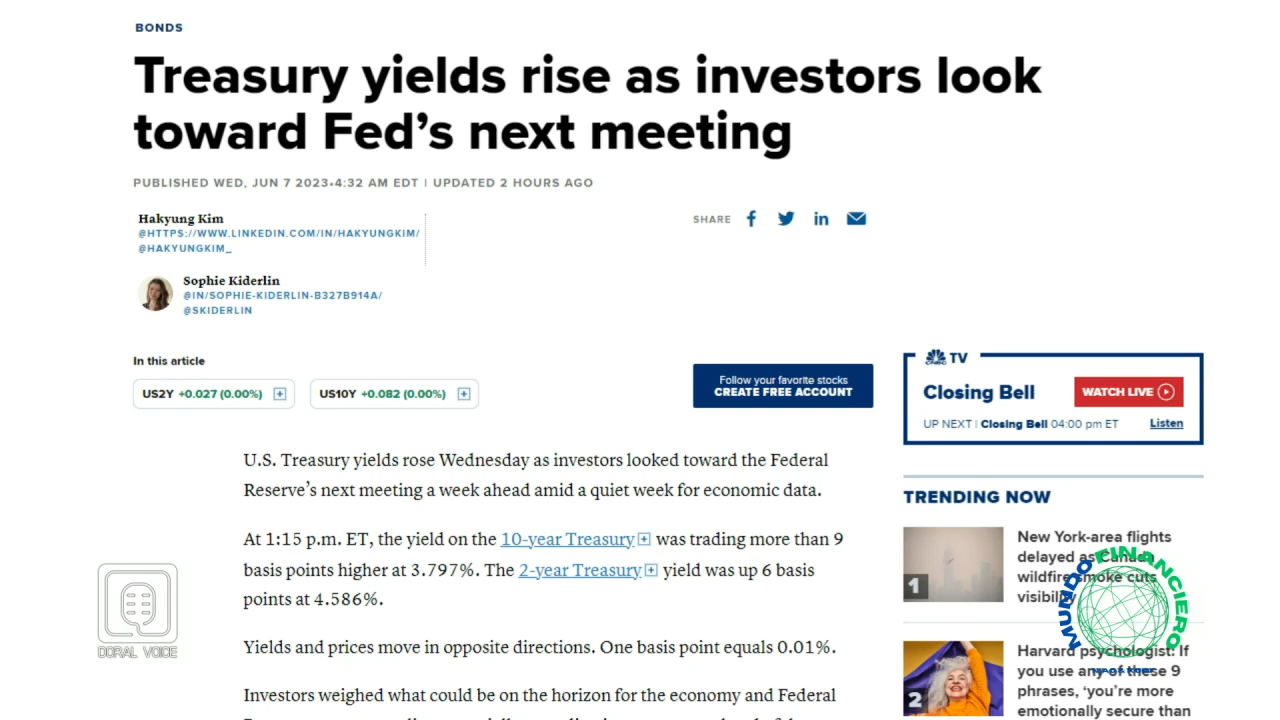 BONDS
Treasury yields rise as investors look
toward Fed's next meeting
PUBLISHED WED, JUN 7 2023•4:32 AM EDT | UPDATED 2 HOURS AGO
Hakyung Kim
@HTTPS://WWW.LINKEDIN.COM/IN/HAKYUNGKIM/
@HAKYUNGKIM_
SHARE
Sophie Kiderlin
@IN/SOPHIE-KIDERLIN-B327B914A/
@SKIDERLIN
In this article
US2Y +0.027 (0.00%)
US10Y +0.082 (0.00%)
Follow your favorite stocks
CREATE FREE ACCOUNT
U.S. Treasury yields rose Wednesday as investors looked toward the Federal
Reserve's next meeting a week ahead amid a quiet week for economic data.
At 1:15 p.m. ET, the yield on the 10-year Treasury was trading more than 9
basis points higher at 3.797%. The 2-year Treasury yield was up 6 basis
points at 4.586%.
Yields and prices move in opposite directions. One basis point equals 0.01%.
Investors weighed what could be on the horizon for the economy and Federal
CNBC TV
Closing Bell
WATCH LIVE
UP NEXT | Closing Bell 04:00 pm ET
Listen
TRENDING NOW
1
New York-area flights
delayed as Canada
wildfire smoke cuts
visibility
2
Harvard psychologist: If
you use any of these 9
phrases, 'you're more
emotionally secure than
DORAL VOICE
MUNDO FINANCIERO